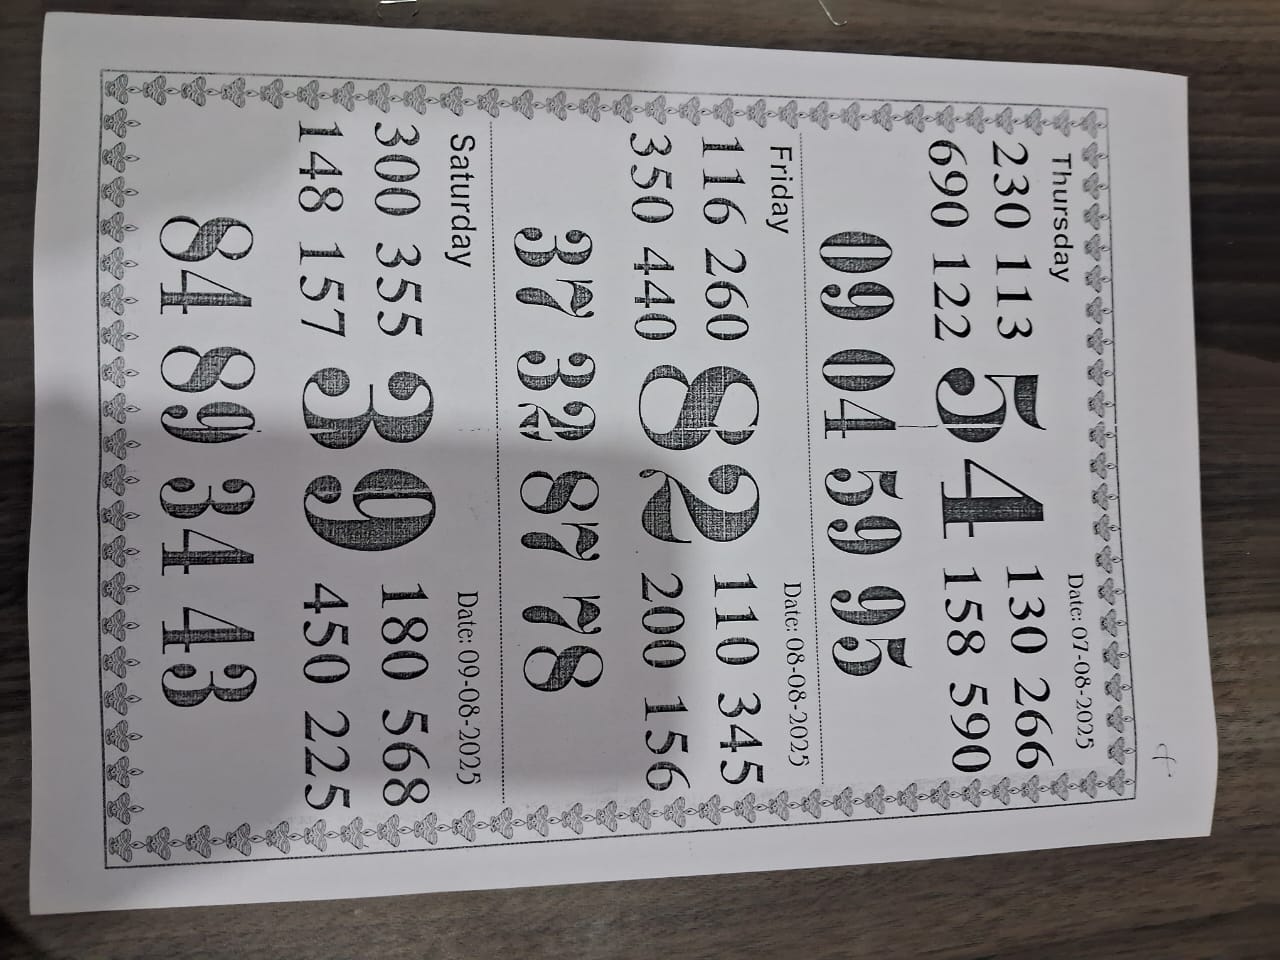 Thursday Date: 07-08-2025
230 113 54 130 266
690 122 158 590
09 04 59 95
Friday Date: 08-08-2025
116 260 82 110 345
350 440 200 156
37 32 87 78
Saturday Date: 09-08-2025
300 355 39 180 568
148 157 450 225
84 89 34 43